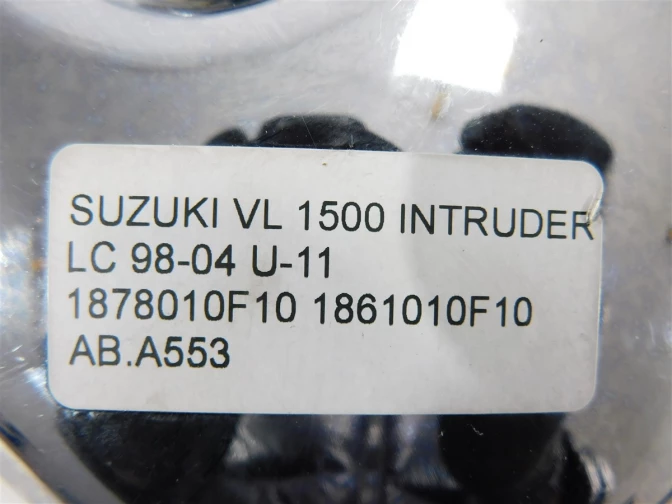 SUZUKI VL 1500 INTRUDER
LC 98-04 U-11
1878010F10 1861010F10
AB.A553